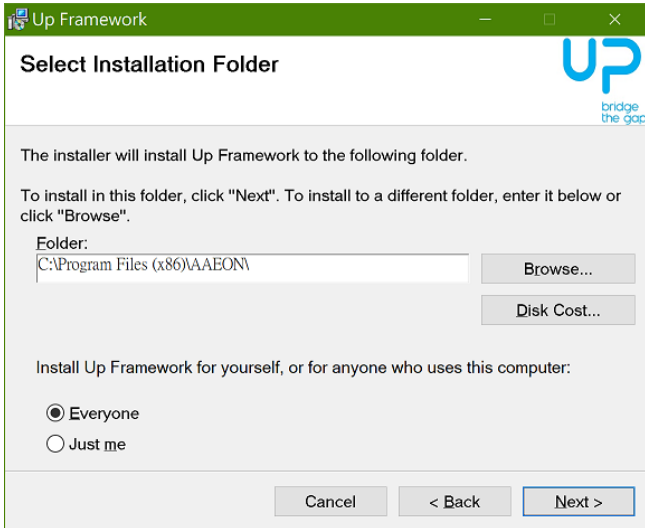 Up Framework
Select Installation Folder
UP
bridge
the gap
The installer will install Up Framework to the following folder.
To install in this folder, click "Next". To install to a different folder, enter it below or
click "Browse".
Folder:
C:\Program Files (x86)\AAEON\
Browse...
Disk Cost...
Install Up Framework for yourself, or for anyone who uses this computer:
Everyone
Just me
Cancel
< Back
Next >